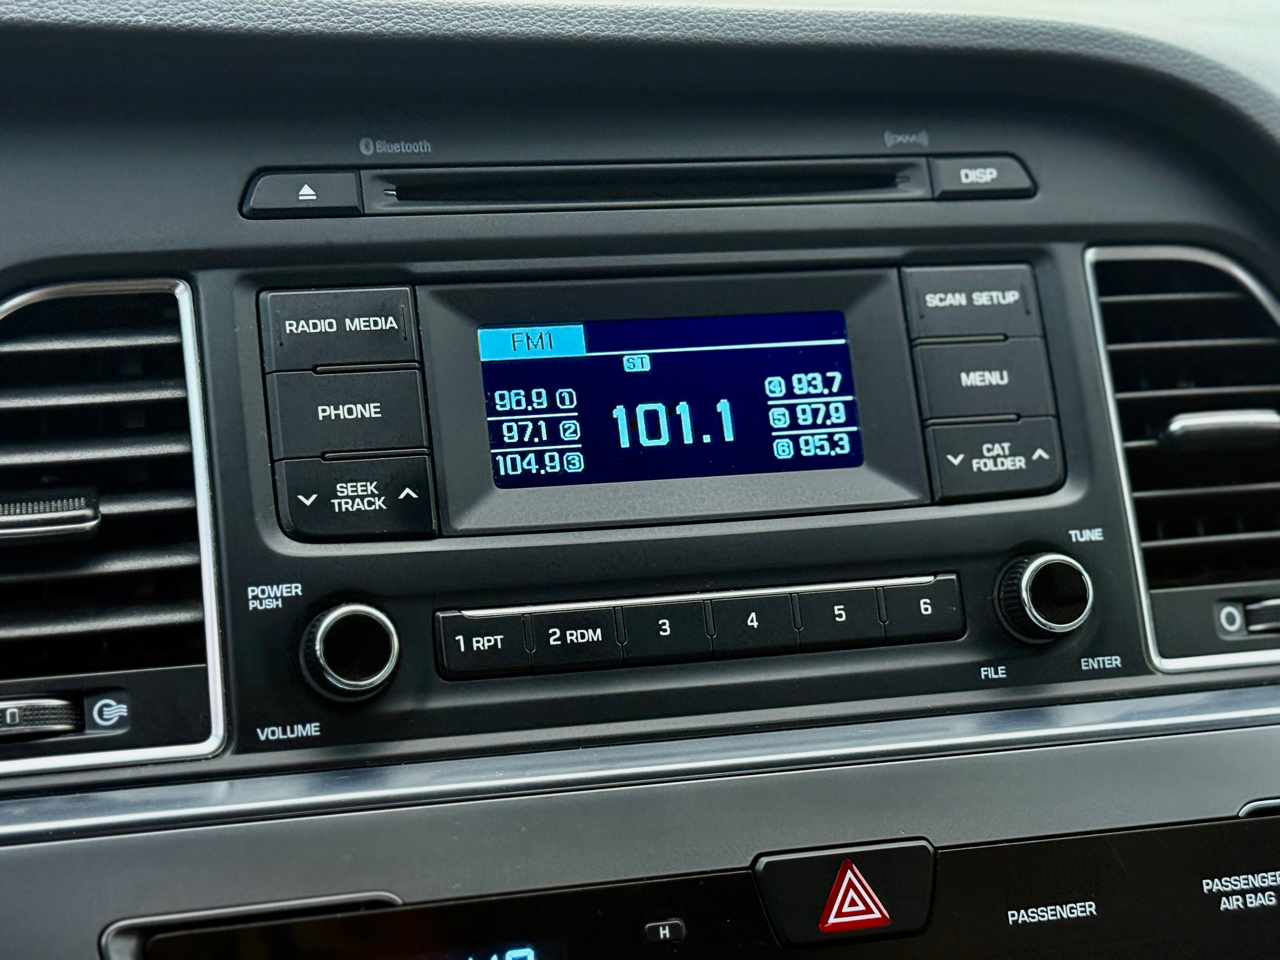 Bluetooth
((XM))
DISP
RADIO MEDIA
PHONE
SEEK
TRACK
FM1
ST
96.9 1
97.1 2
104.9 3
101.1
4 93.7
5 97.9
6 95.3
SCAN SETUP
MENU
CAT
FOLDER
POWER
PUSH
VOLUME
1 RPT
2 RDM
3
4
5
6
TUNE
FILE
ENTER
H
PASSENGER
PASSENGER
AIR BAG